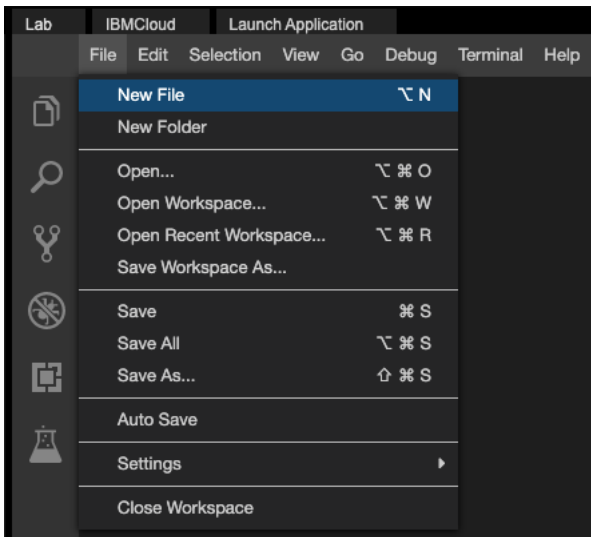 Lab IBMCloud Launch Application
File Edit Selection View Go Debug Terminal Help
New File ⌥ N
New Folder
Open... ⌥ ⌘ O
Open Workspace... ⌥ ⌘ W
Open Recent Workspace... ⌥ ⌘ R
Save Workspace As...
Save ⌘ S
Save All ⌥ ⌘ S
Save As... ⇧ ⌘ S
Auto Save
Settings
Close Workspace